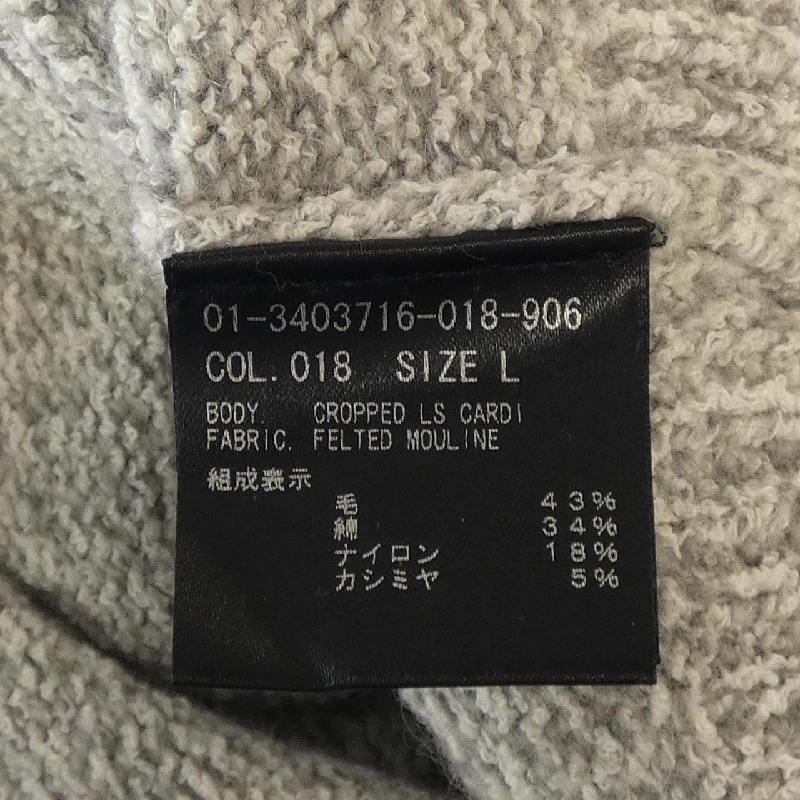 01-3403716-018-906
COL. 018 SIZE L
BODY. CROPPED LS CARDI
FABRIC. FELTED MOULINE
組成表示
毛 43%
綿 34%
ナイロン 18%
カシミヤ 5%